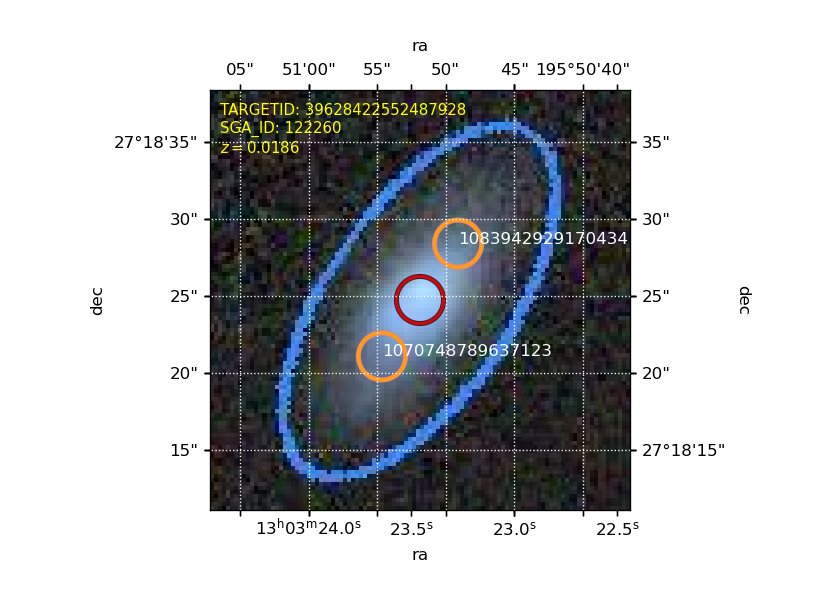 ra
05" 51'00" 55" 50" 45" 195°50'40"
TARGETID: 39628422552487928
SGA_ID: 122260
z = 0.0186
27°18'35" 35"
30" 30"
1083942929170434
25" 25"
dec dec
1070748789637123
20" 20"
15" 27°18'15"
13h03m24.0s 23.5s 23.0s 22.5s
ra